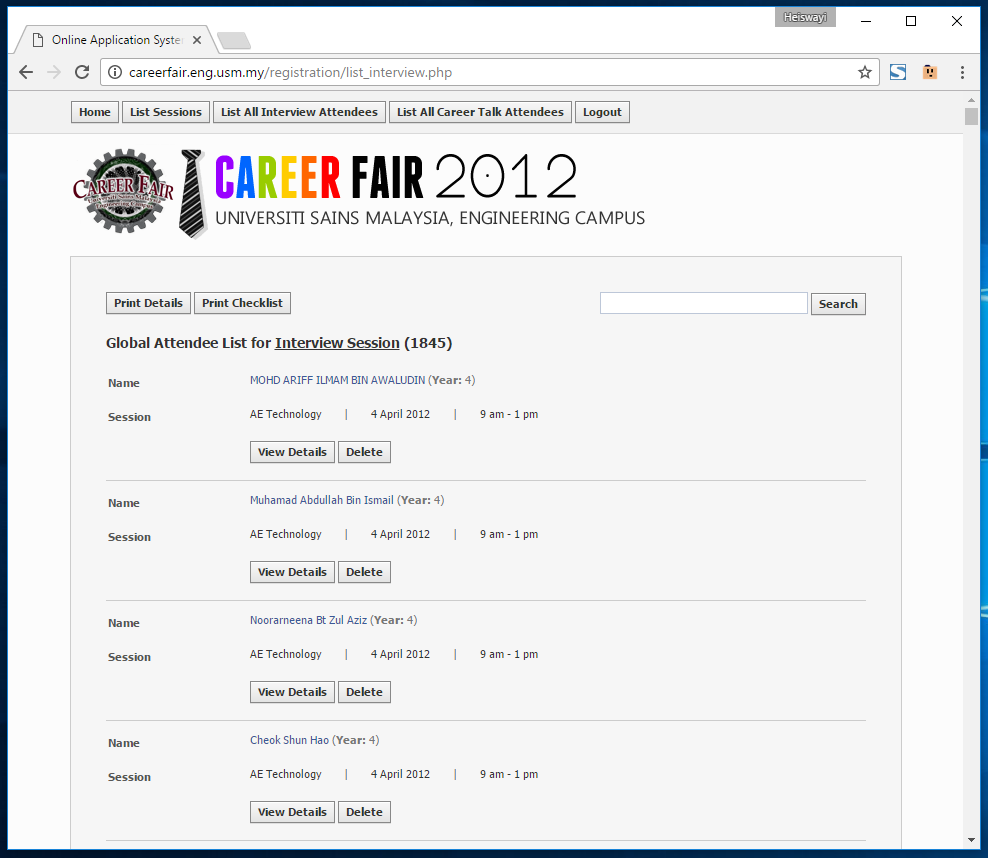 Heiswayi
Online Application Syste
careerfair.eng.usm.my/registration/list_interview.php
Home List Sessions List All Interview Attendees List All Career Talk Attendees Logout
CAREER FAIR
CAREER FAIR 2012
UNIVERSITI SAINS MALAYSIA, ENGINEERING CAMPUS
Print Details Print Checklist Search
Global Attendee List for Interview Session (1845)
Name MOHD ARIFF ILMAM BIN AWALUDIN (Year: 4)
Session AE Technology | 4 April 2012 | 9 am - 1 pm
View Details Delete
Name Muhamad Abdullah Bin Ismail (Year: 4)
Session AE Technology | 4 April 2012 | 9 am - 1 pm
View Details Delete
Name Noorarneena Bt Zul Aziz (Year: 4)
Session AE Technology | 4 April 2012 | 9 am - 1 pm
View Details Delete
Name Cheok Shun Hao (Year: 4)
Session AE Technology | 4 April 2012 | 9 am - 1 pm
View Details Delete